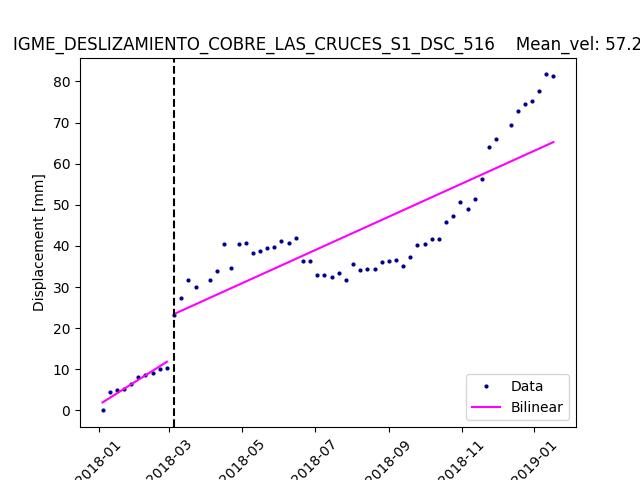 IGME_DESLIZAMIENTO_COBRE_LAS_CRUCES_S1_DSC_516 Mean_vel: 57.2
Displacement [mm]
80
70
60
50
40
30
20
10
0
Data
Bilinear
2018-01 2018-03 2018-05 2018-07 2018-09 2018-11 2019-01